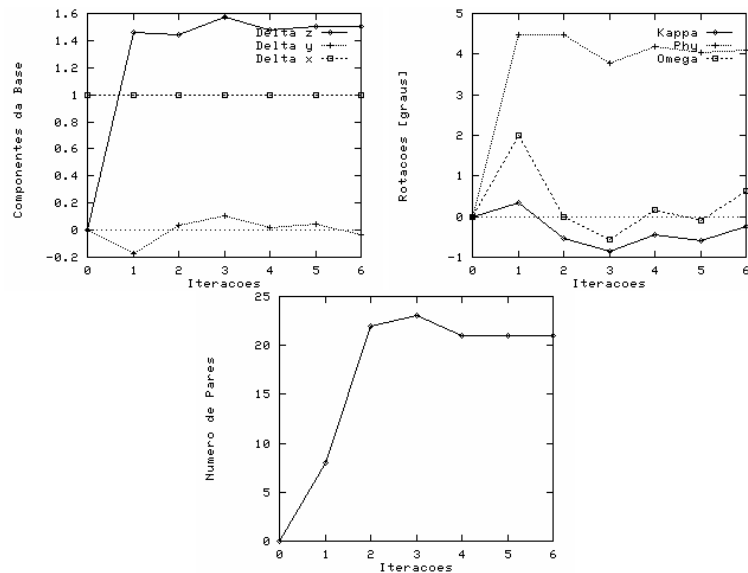 1.6
1.4
1.2
1
0.8
0.6
0.4
0.2
0
-0.2
Componentes da Base
Delta z
Delta y
Delta x
0 1 2 3 4 5 6
Iteracoes
5
4
3
2
1
0
-1
Rotacoes [graus]
Kappa
Phy
Omega
0 1 2 3 4 5 6
Iteracoes
25
20
15
10
5
0
Numero de Pares
0 1 2 3 4 5 6
Iteracoes